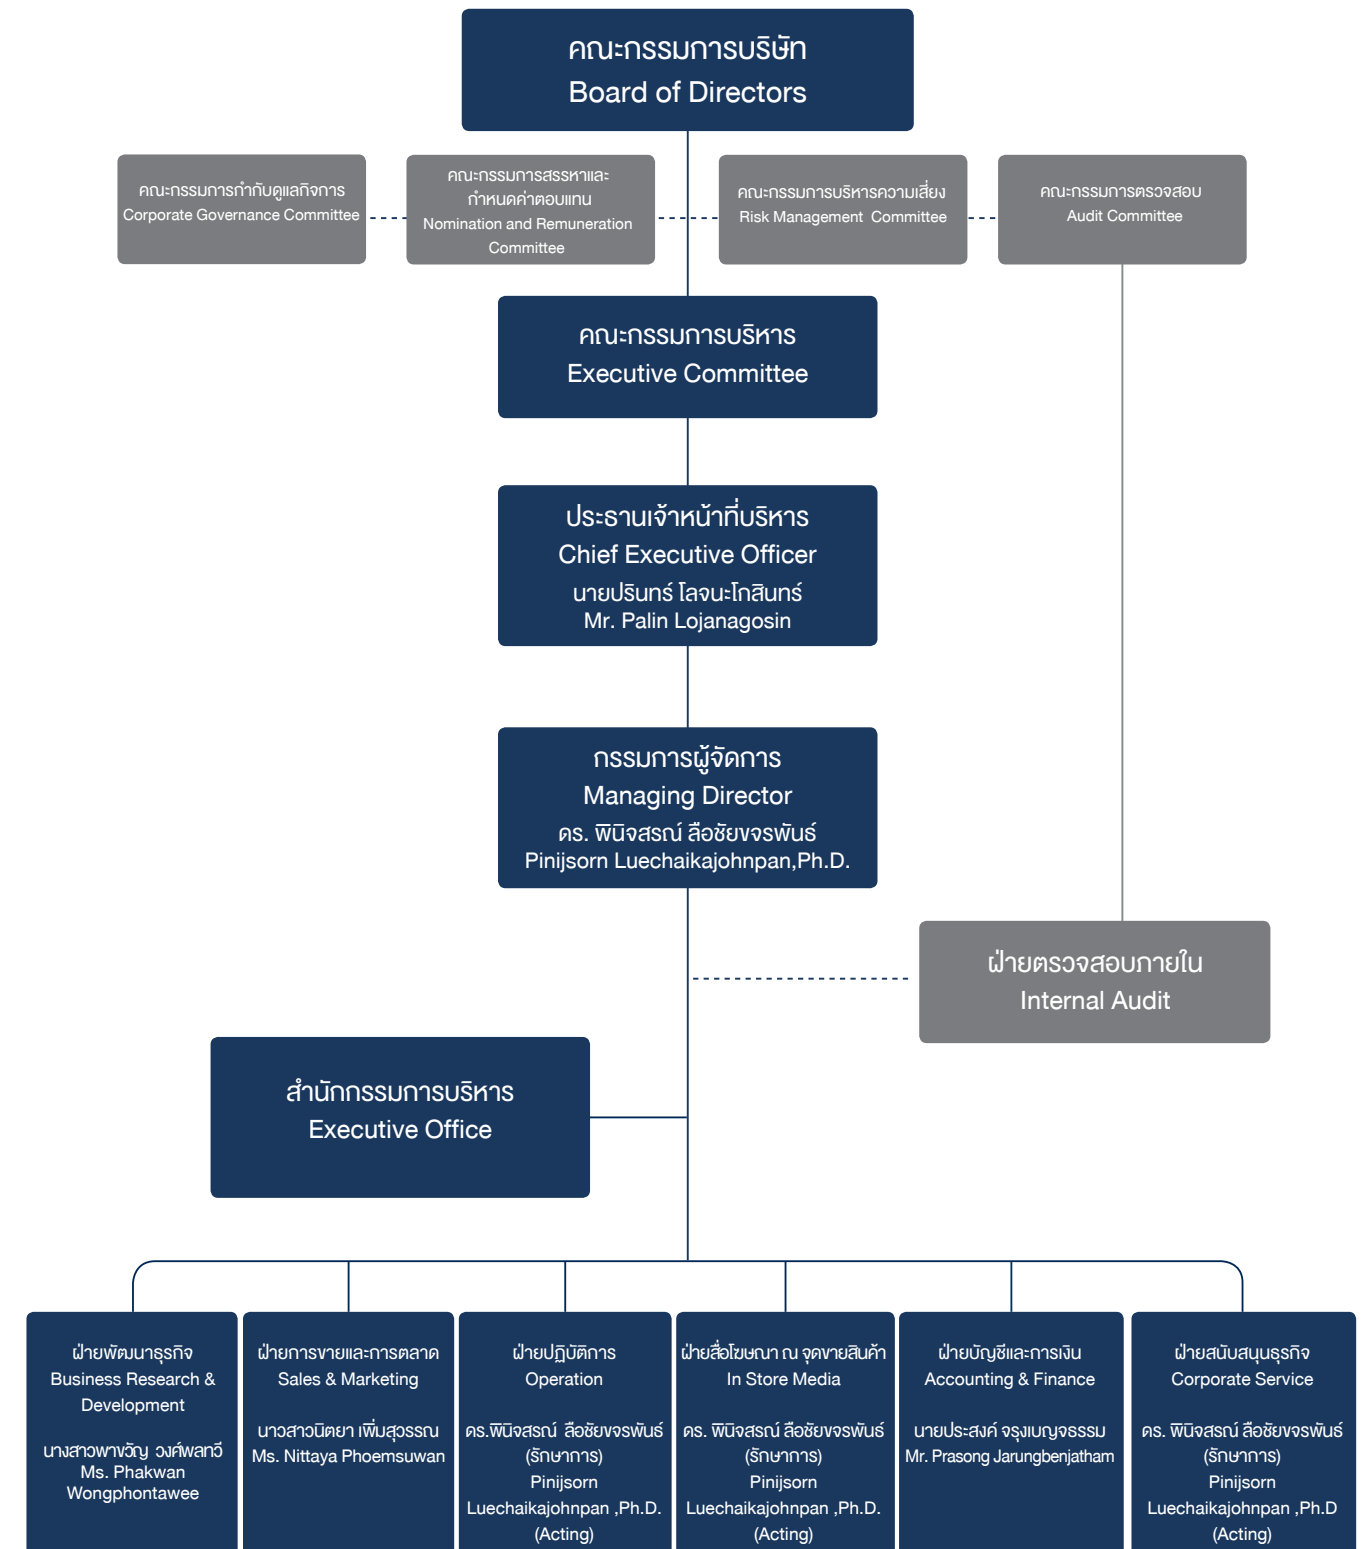 คณะกรรมการบริษัท
Board of Directors
คณะกรรมการกำกับดูแลกิจการ
Corporate Governance Committee
คณะกรรมการสรรหาและ
กำหนดค่าตอบแทน
Nomination and Remuneration
Committee
คณะกรรมการบริหารความเสี่ยง
Risk Management Committee
คณะกรรมการตรวจสอบ
Audit Committee
คณะกรรมการบริหาร
Executive Committee
ประธานเจ้าหน้าที่บริหาร
Chief Executive Officer
นายปรินทร์ โลจนะโกสินทร์
Mr. Palin Lojanagosin
กรรมการผู้จัดการ
Managing Director
ดร. พินิจสรณ์ ลือชัยขจรพันธ์
Pinijsorn Luechaikajohnpan,Ph.D.
ฝ่ายตรวจสอบภายใน
Internal Audit
สำนักกรรมการบริหาร
Executive Office
ฝ่ายพัฒนาธุรกิจ
Business Research &
Development
นางสาวพาขวัญ วงศ์พลทวี
Ms. Phakwan
Wongphontawee
ฝ่ายการขายและการตลาด
Sales & Marketing
นาวสาวนิตยา เพิ่มสุวรรณ
Ms. Nittaya Phoemsuwan
ฝ่ายปฏิบัติการ
Operation
ดร.พินิจสรณ์ ลือชัยขจรพันธ์
(รักษาการ)
Pinijsorn
Luechaikajohnpan ,Ph.D.
(Acting)
ฝ่ายสื่อโฆษณา ณ จุดขายสินค้า
In Store Media
ดร. พินิจสรณ์ ลือชัยขจรพันธ์
(รักษาการ)
Pinijsorn
Luechaikajohnpan ,Ph.D.
(Acting)
ฝ่ายบัญชีและการเงิน
Accounting & Finance
นายประสงค์ จรุงเบญจธรรม
Mr. Prasong Jarungbenjatham
ฝ่ายสนับสนุนธุรกิจ
Corporate Service
ดร. พินิจสรณ์ ลือชัยขจรพันธ์
(รักษาการ)
Pinijsorn
Luechaikajohnpan ,Ph.D
(Acting)